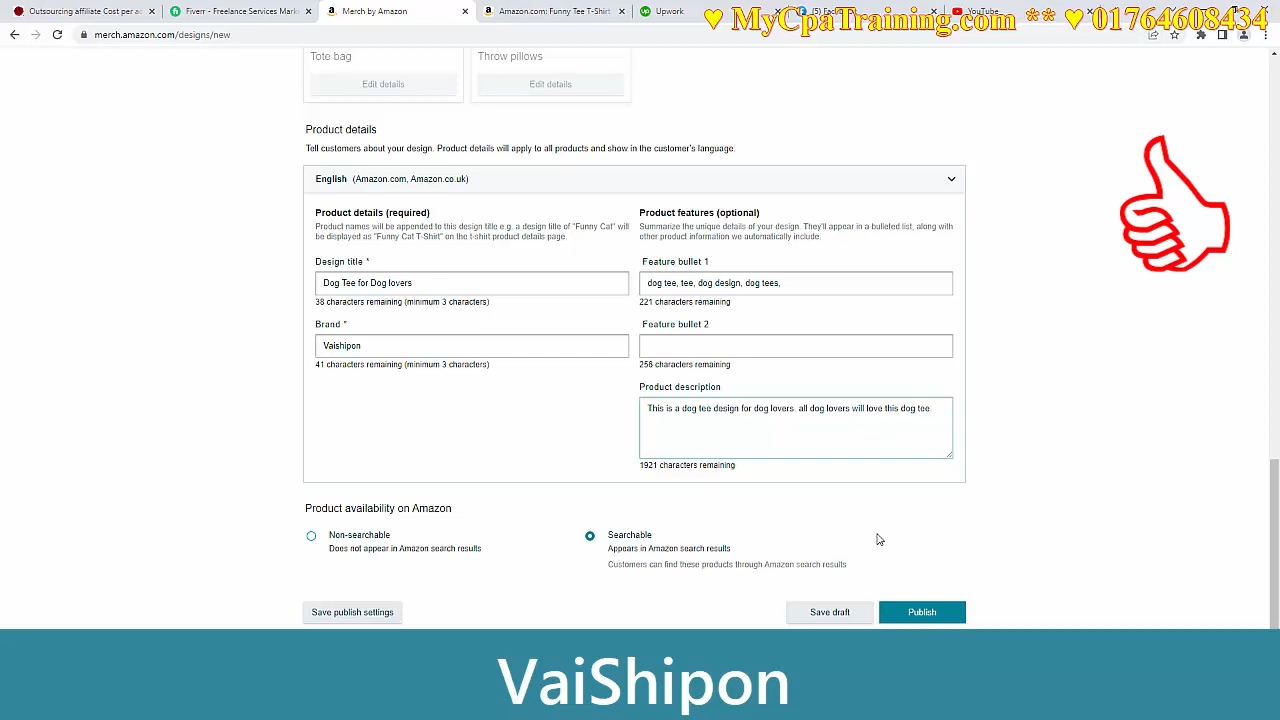 Outsourcing affiliate Cost per ad
Fiverr - Freelance Services Mark
Merch by Amazon
Amazon.com: Funny Tee T-Shirt
Upwork
YouTube
♥ MyCpaTraining.com ** ♥ 01764608434
merch.amazon.com/designs/new
Tote bag
Throw pillows
Edit details
Edit details
Product details
Tell customers about your design. Product details will apply to all products and show in the customer's language.
English (Amazon.com, Amazon.co.uk)
Product details (required)
Product names will be appended to this design title e.g. a design title of "Funny Cat" will
be displayed as "Funny Cat T-Shirt" on the t-shirt product details page.
Product features (optional)
Summarize the unique details of your design. They'll appear in a bulleted list, along with
other product information we automatically include.
Design title *
Dog Tee for Dog lovers
38 characters remaining (minimum 3 characters)
Feature bullet 1
dog tee, tee, dog design, dog tees,
221 characters remaining
Brand *
Vaishipon
41 characters remaining (minimum 3 characters)
Feature bullet 2
256 characters remaining
Product description
This is a dog tee design for dog lovers. all dog lovers will love this dog tee.
1921 characters remaining
Product availability on Amazon
Non-searchable
Does not appear in Amazon search results
Searchable
Appears in Amazon search results
Customers can find these products through Amazon search results
Save publish settings
Save draft
Publish
VaiShipon